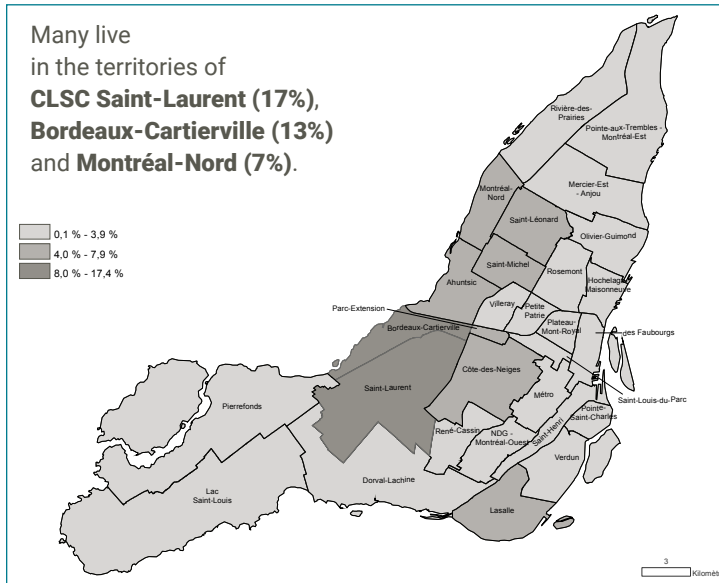 Many live
in the territories of
CLSC Saint-Laurent (17%),
Bordeaux-Cartierville (13%)
and Montréal-Nord (7%).
0,1 % - 3,9 %
4,0 % - 7,9 %
8,0 % - 17,4 %
Rivière-des-
Prairies
Pointe-aux-Trembles -
Montréal-Est
Mercier-Est
- Anjou
Montréal-
Nord
Saint-Léonard
Olivier-Guimond
Saint-Michel
Rosemont
Hochelaga
Maisonneuve
Ahuntsic
Villeray
Petite
Patrie
Parc-Extension
Plateau-
Mont-Royal
des Faubourgs
Bordeaux-Cartierville
Côte-des-Neiges
Saint-Laurent
Métro
Saint-Louis-du-Parc
Pierrefonds
Pointe-
Saint-Charles
René-Cassin
NDG -
Montréal-Ouest
Saint-Henri
Verdun
Dorval-Lachine
Lac
Saint-Louis
Lasalle
3
Kilomèt